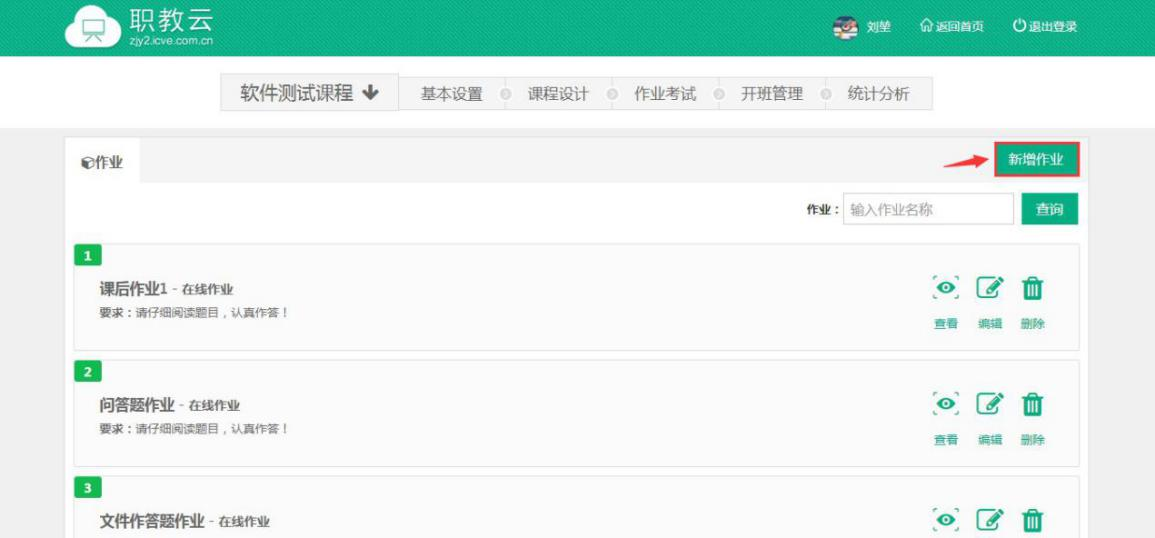 职教云
zjy2.icve.com.cn
刘堃 返回首页 退出登录
软件测试课程 基本设置 课程设计 作业考试 开班管理 统计分析
作业 新增作业
作业： 输入作业名称 查询
1
课后作业1 - 在线作业
要求：请仔细阅读题目，认真作答！
查看 编辑 删除
2
问答题作业 - 在线作业
要求：请仔细阅读题目，认真作答！
查看 编辑 删除
3
文件作答题作业 - 在线作业